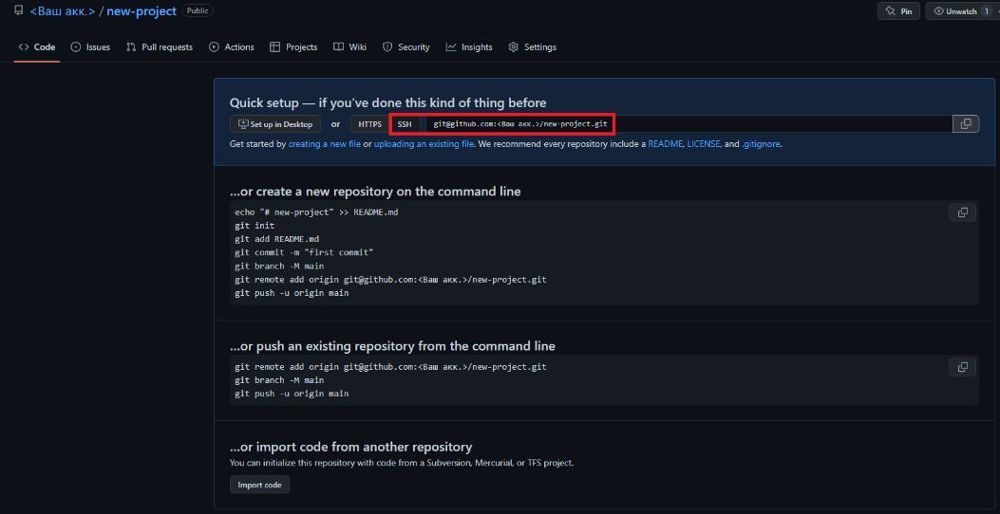 <Ваш акк.> / new-project Public
Pin Unwatch 1
Code Issues Pull requests Actions Projects Wiki Security Insights Settings
Quick setup — if you've done this kind of thing before
Set up in Desktop or HTTPS SSH git@github.com:<Ваш акк.>/new-project.git
Get started by creating a new file or uploading an existing file. We recommend every repository include a README, LICENSE, and .gitignore.
...or create a new repository on the command line
echo "# new-project" >> README.md
git init
git add README.md
git commit -m "first commit"
git branch -M main
git remote add origin git@github.com:<Ваш акк.>/new-project.git
git push -u origin main
...or push an existing repository from the command line
git remote add origin git@github.com:<Ваш акк.>/new-project.git
git branch -M main
git push -u origin main
...or import code from another repository
You can initialize this repository with code from a Subversion, Mercurial, or TFS project.
Import code